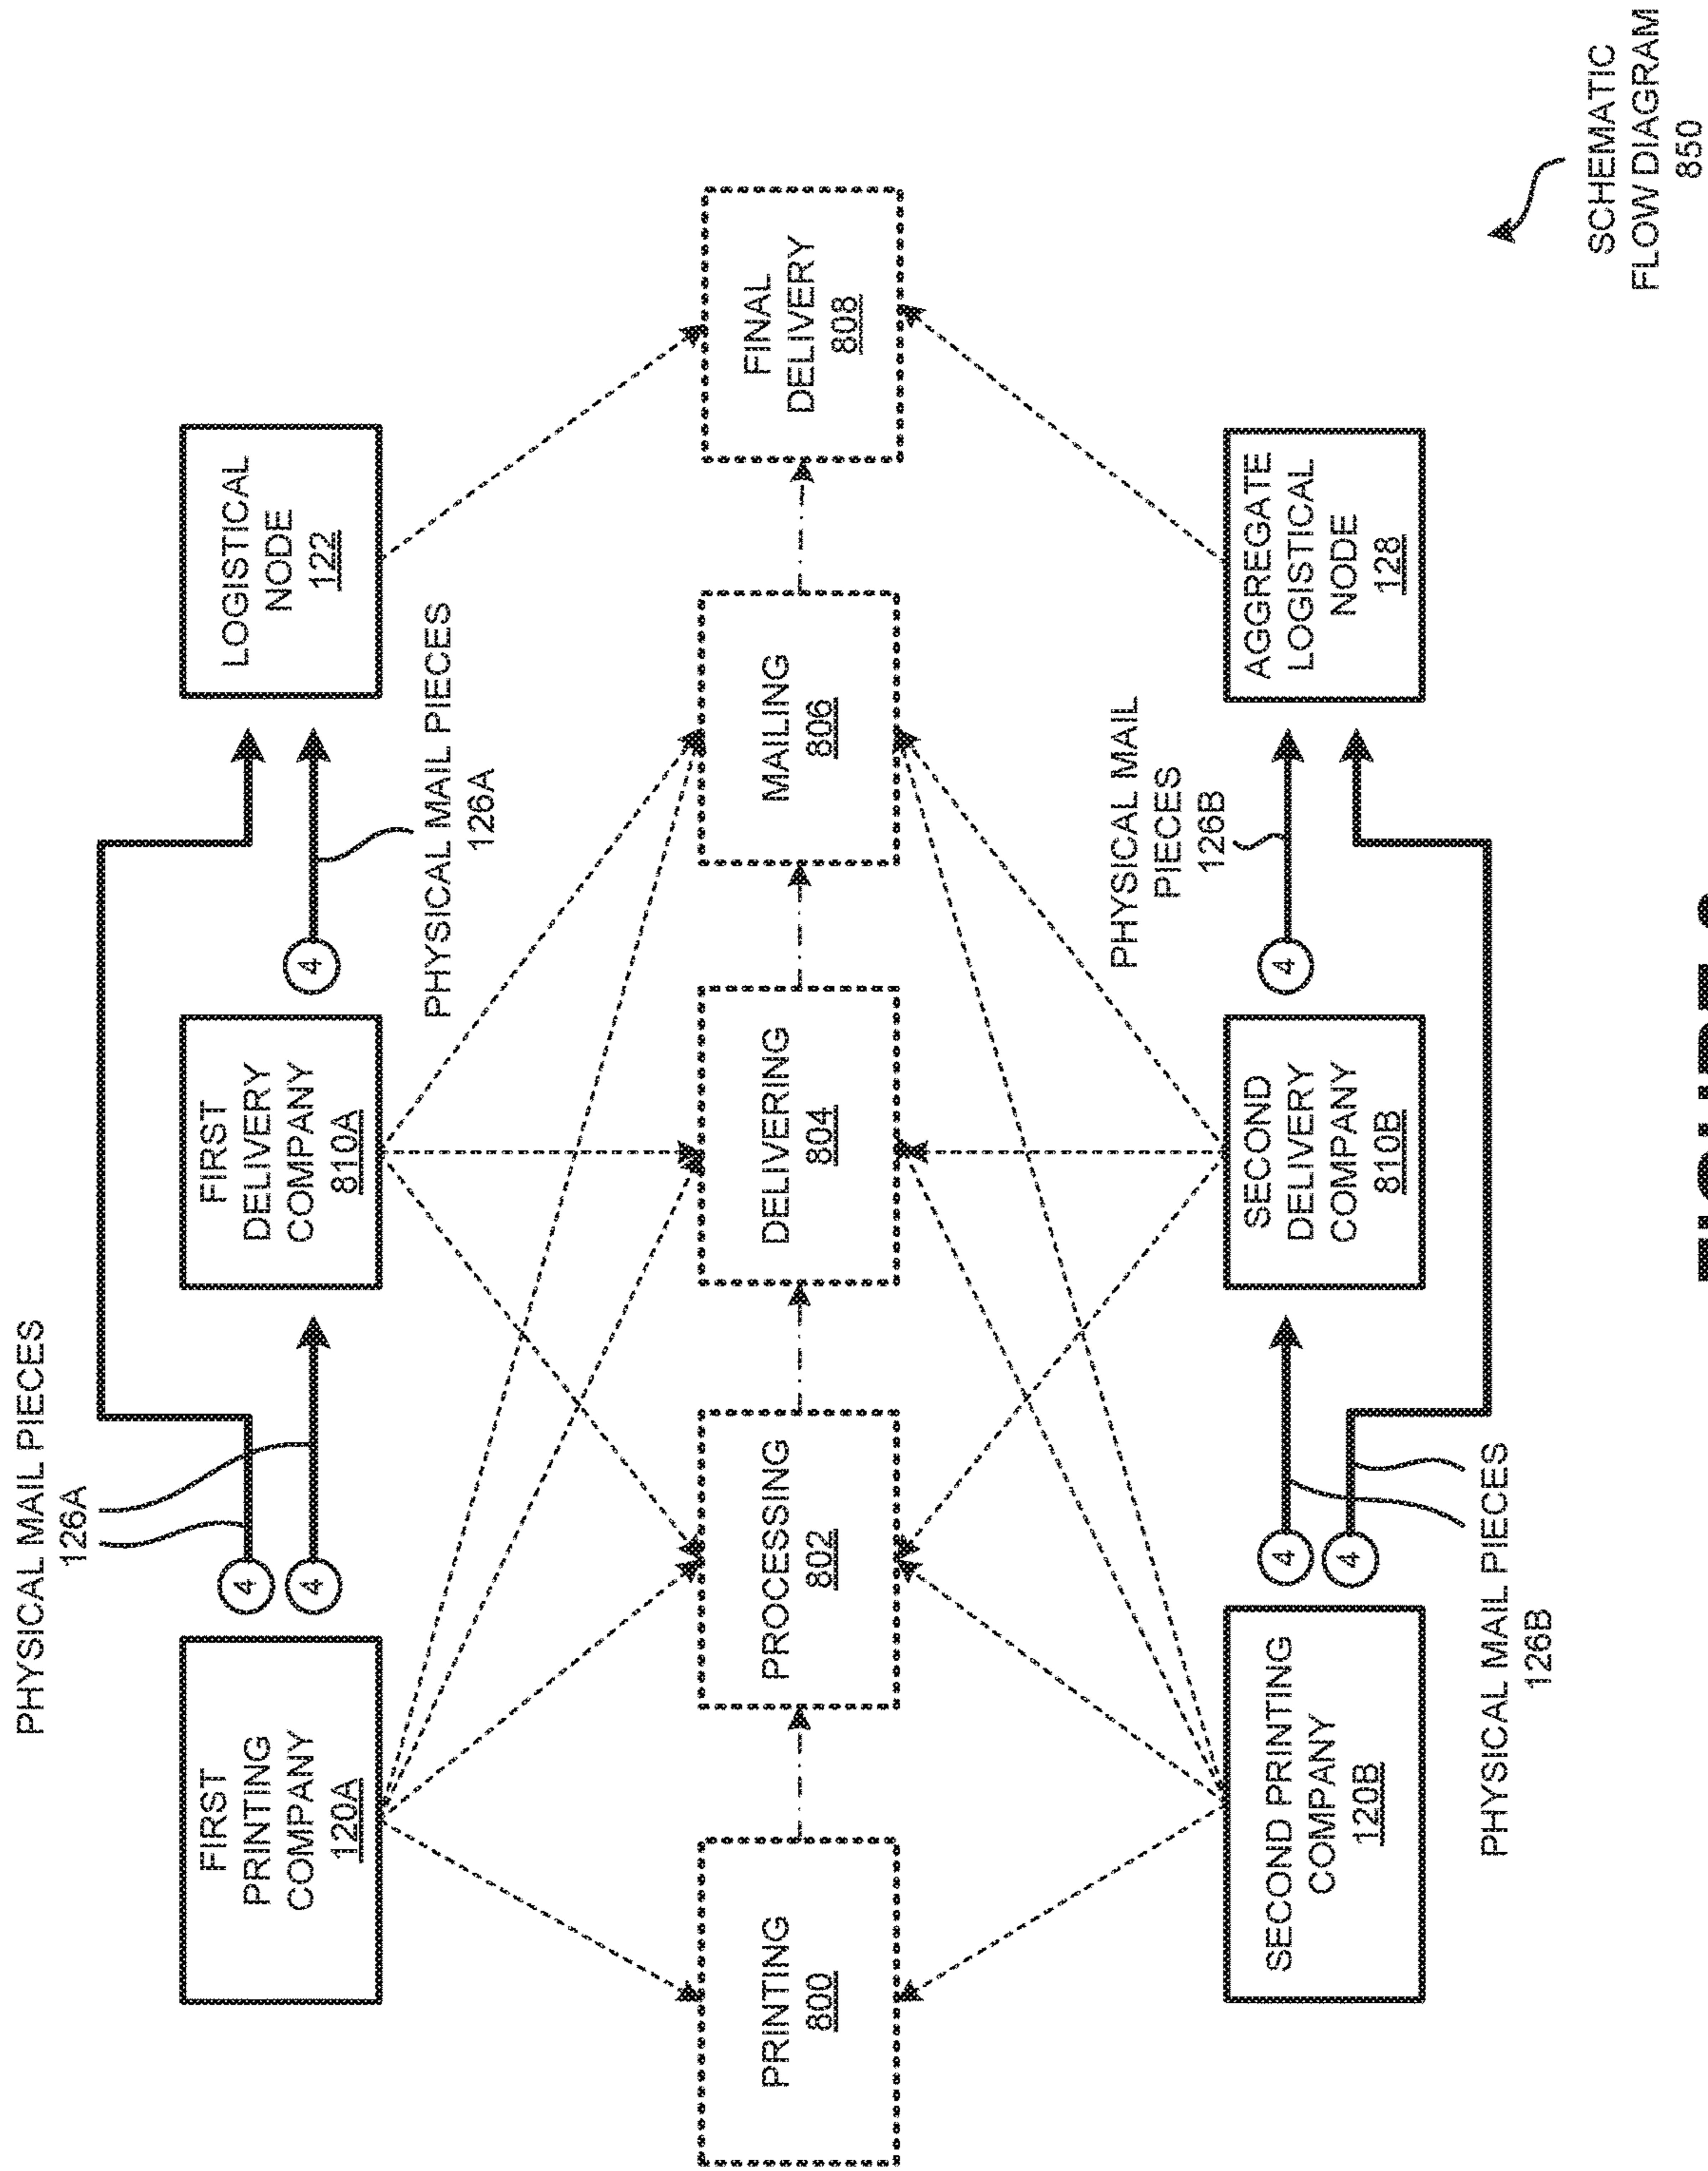 PHYSICAL MAIL PIECES
126A
4
4
4
FIRST
PRINTING
COMPANY
120A
FIRST
DELIVERY
COMPANY
810A
LOGISTICAL
NODE
122
PHYSICAL MAIL PIECES
126A
PRINTING
800
PROCESSING
802
DELIVERING
804
MAILING
806
FINAL
DELIVERY
808
PHYSICAL MAIL
PIECES
126B
SECOND PRINTING
COMPANY
120B
4
4
SECOND
DELIVERY
COMPANY
810B
4
AGGREGATE
LOGISTICAL
NODE
128
PHYSICAL MAIL PIECES
126B
SCHEMATIC
FLOW DIAGRAM
850